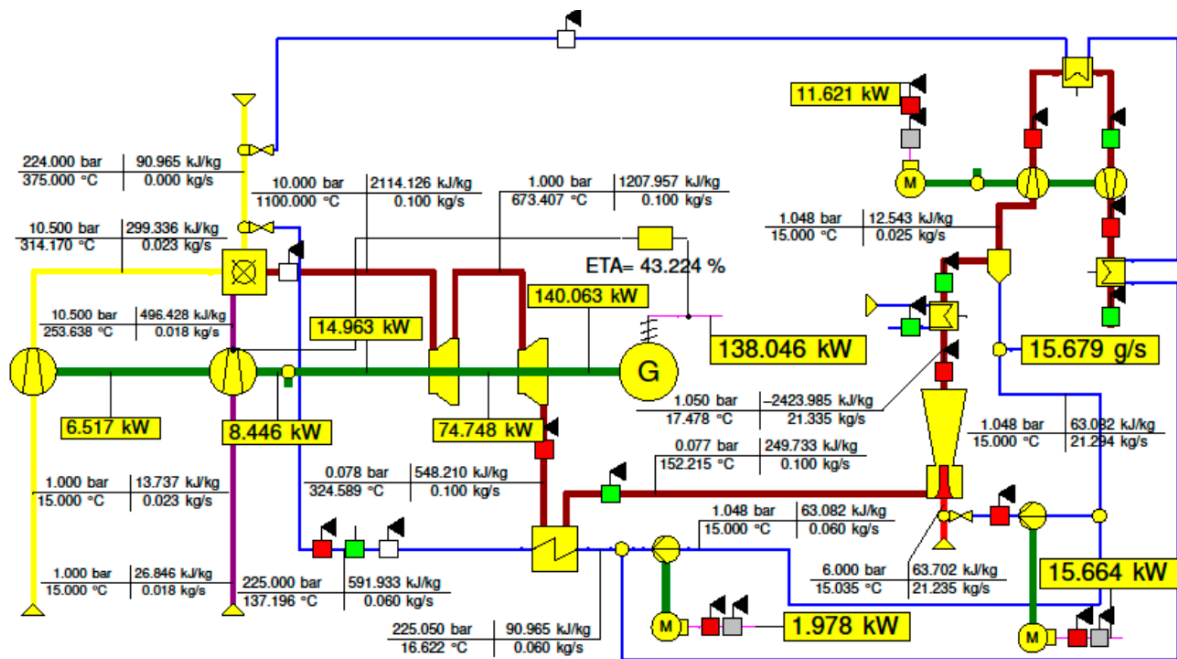 11.621 kW
M
224.000 bar 90.965 kJ/kg
375.000 °C 0.000 kg/s
10.000 bar 2114.126 kJ/kg
1100.000 °C 0.100 kg/s
1.000 bar 1207.957 kJ/kg
673.407 °C 0.100 kg/s
1.048 bar 12.543 kJ/kg
15.000 °C 0.025 kg/s
10.500 bar 299.336 kJ/kg
314.170 °C 0.023 kg/s
ETA= 43.224 %
140.063 kW
10.500 bar 496.428 kJ/kg
253.638 °C 0.018 kg/s
14.963 kW
138.046 kW
15.679 g/s
G
6.517 kW
8.446 kW
74.748 kW
1.050 bar −2423.985 kJ/kg
17.478 °C 21.335 kg/s
1.048 bar 63.082 kJ/kg
15.000 °C 21.294 kg/s
0.077 bar 249.733 kJ/kg
152.215 °C 0.100 kg/s
0.078 bar 548.210 kJ/kg
324.589 °C 0.100 kg/s
1.000 bar 13.737 kJ/kg
15.000 °C 0.023 kg/s
1.048 bar 63.082 kJ/kg
15.000 °C 0.060 kg/s
1.000 bar 26.846 kJ/kg
15.000 °C 0.018 kg/s
225.000 bar 591.933 kJ/kg
137.196 °C 0.060 kg/s
6.000 bar 63.702 kJ/kg
15.035 °C 21.235 kg/s
15.664 kW
225.050 bar 90.965 kJ/kg
16.622 °C 0.060 kg/s
M
1.978 kW
M